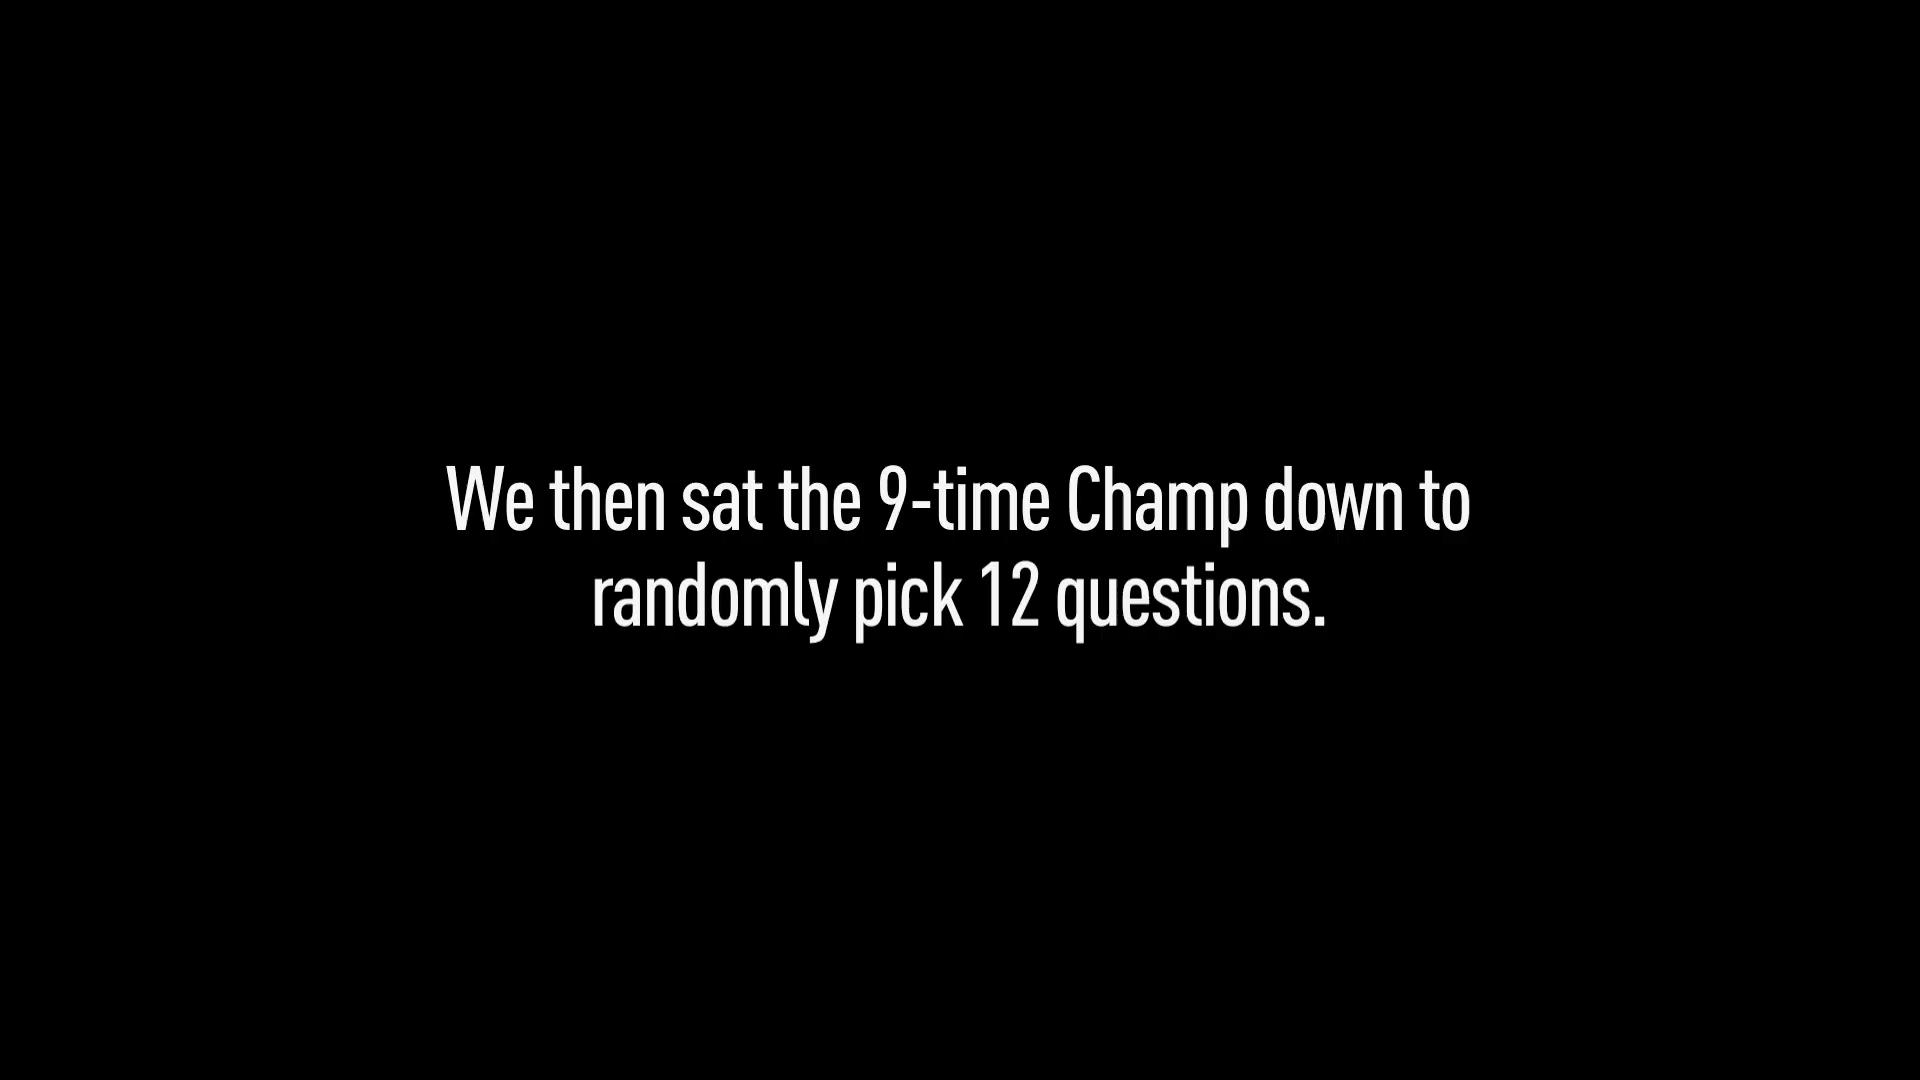 We then sat the 9-time Champ down to
randomly pick 12 questions.